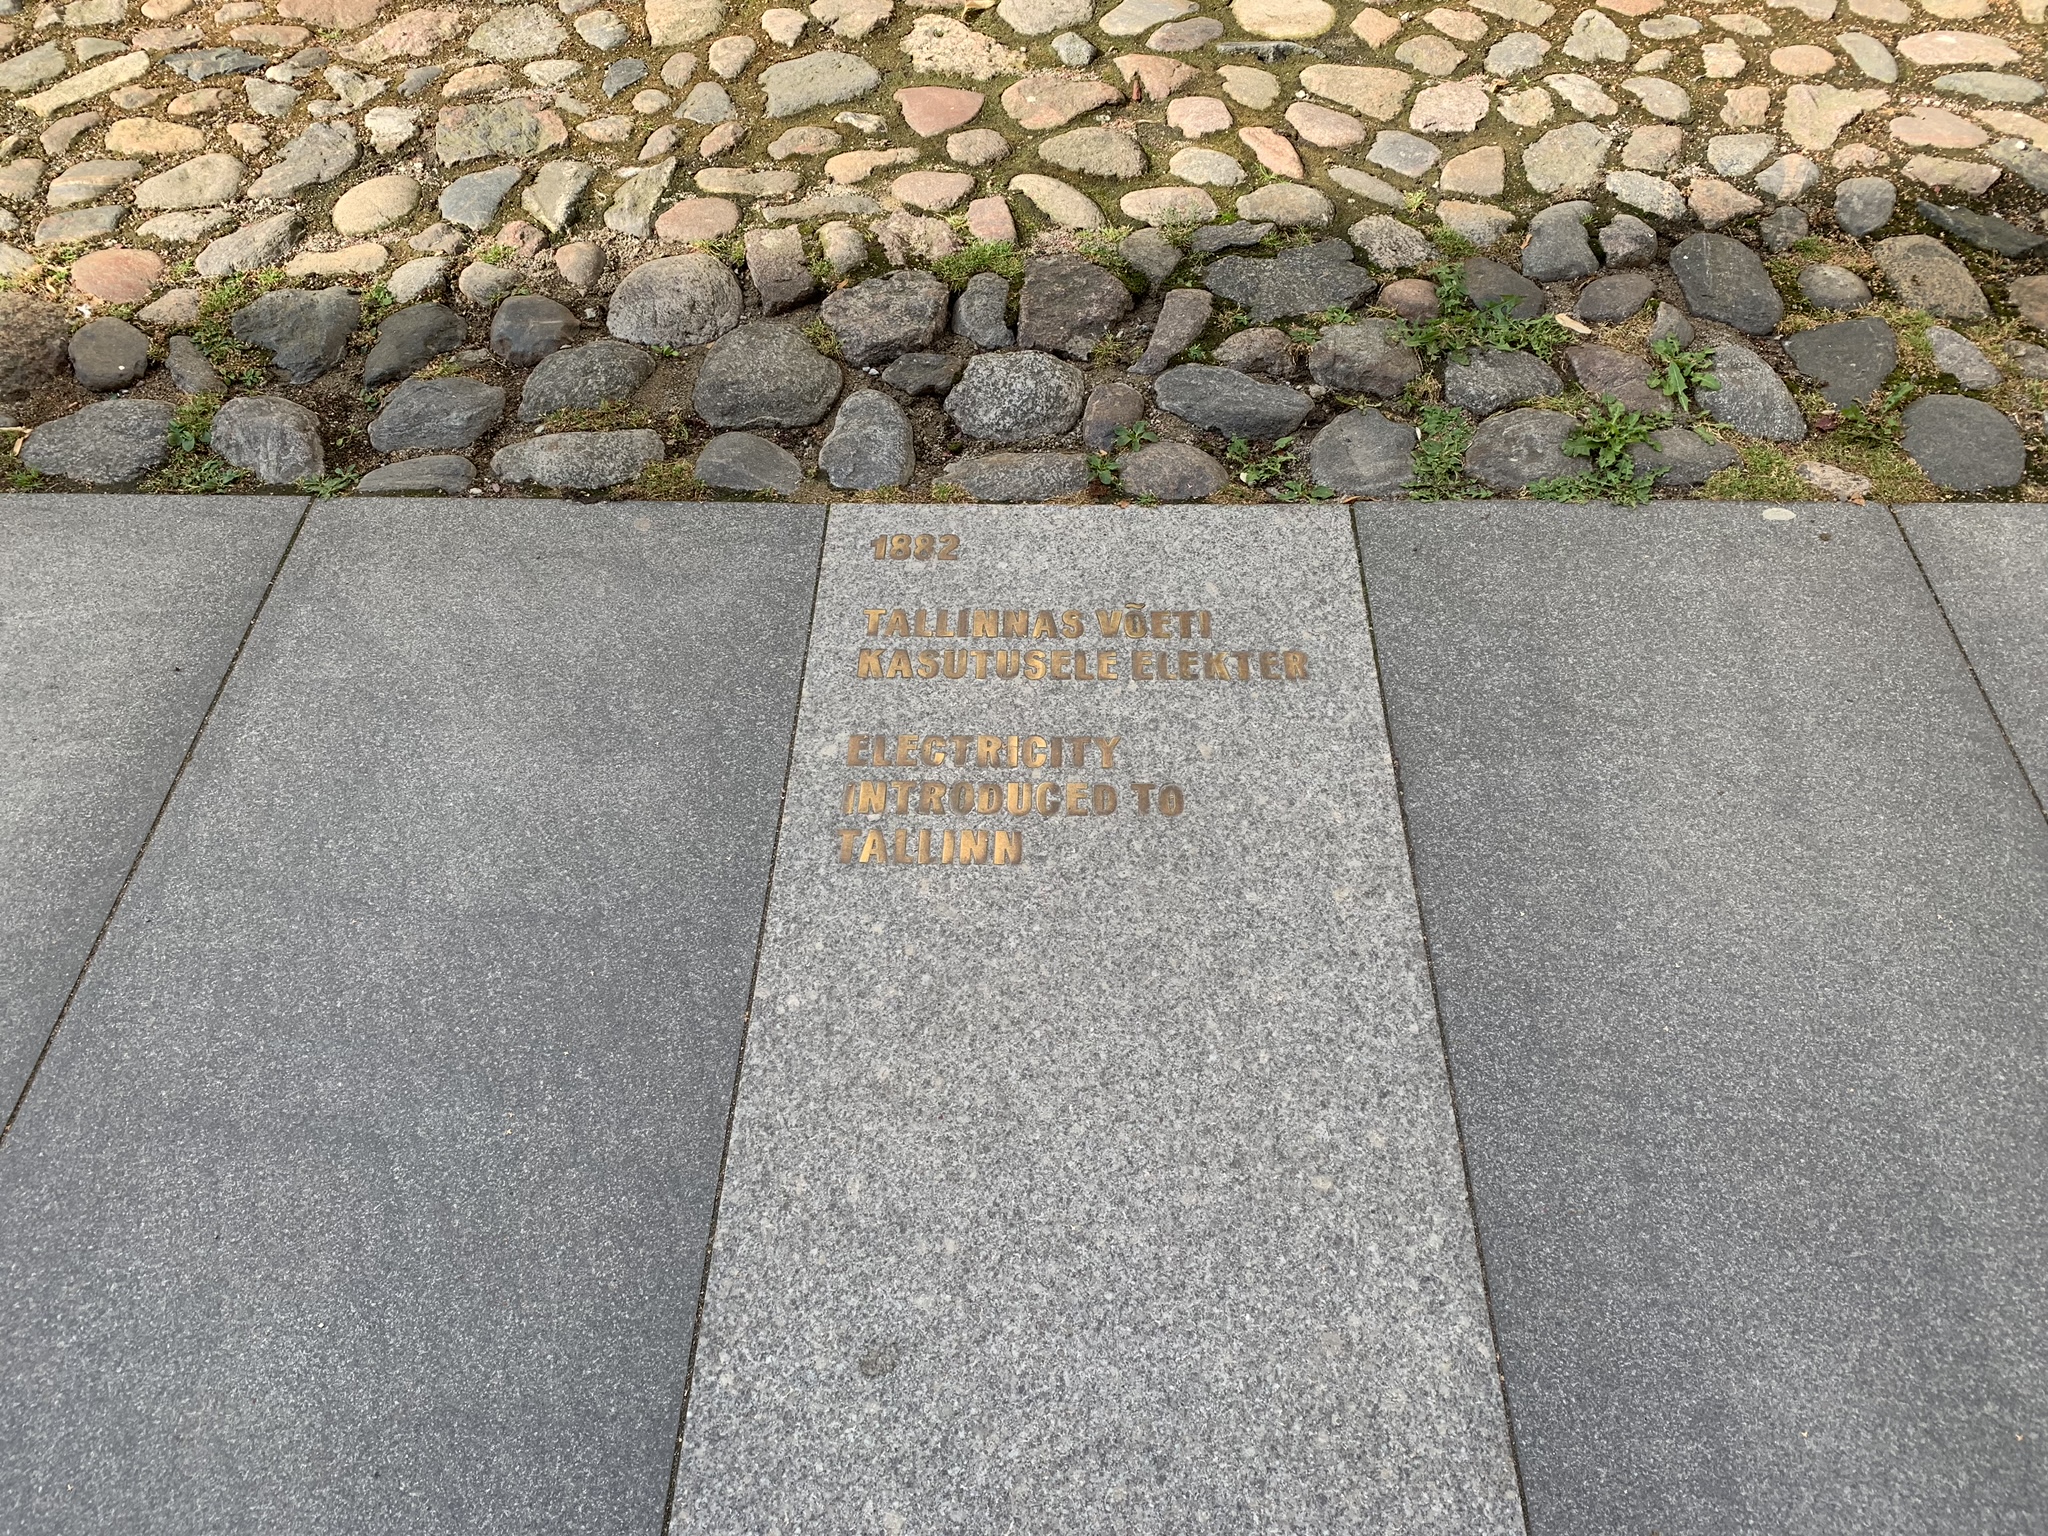 1882
TALLINNAS VÕETI
KASUTUSELE ELEKTER
ELECTRICITY
INTRODUCED TO
TALLINN